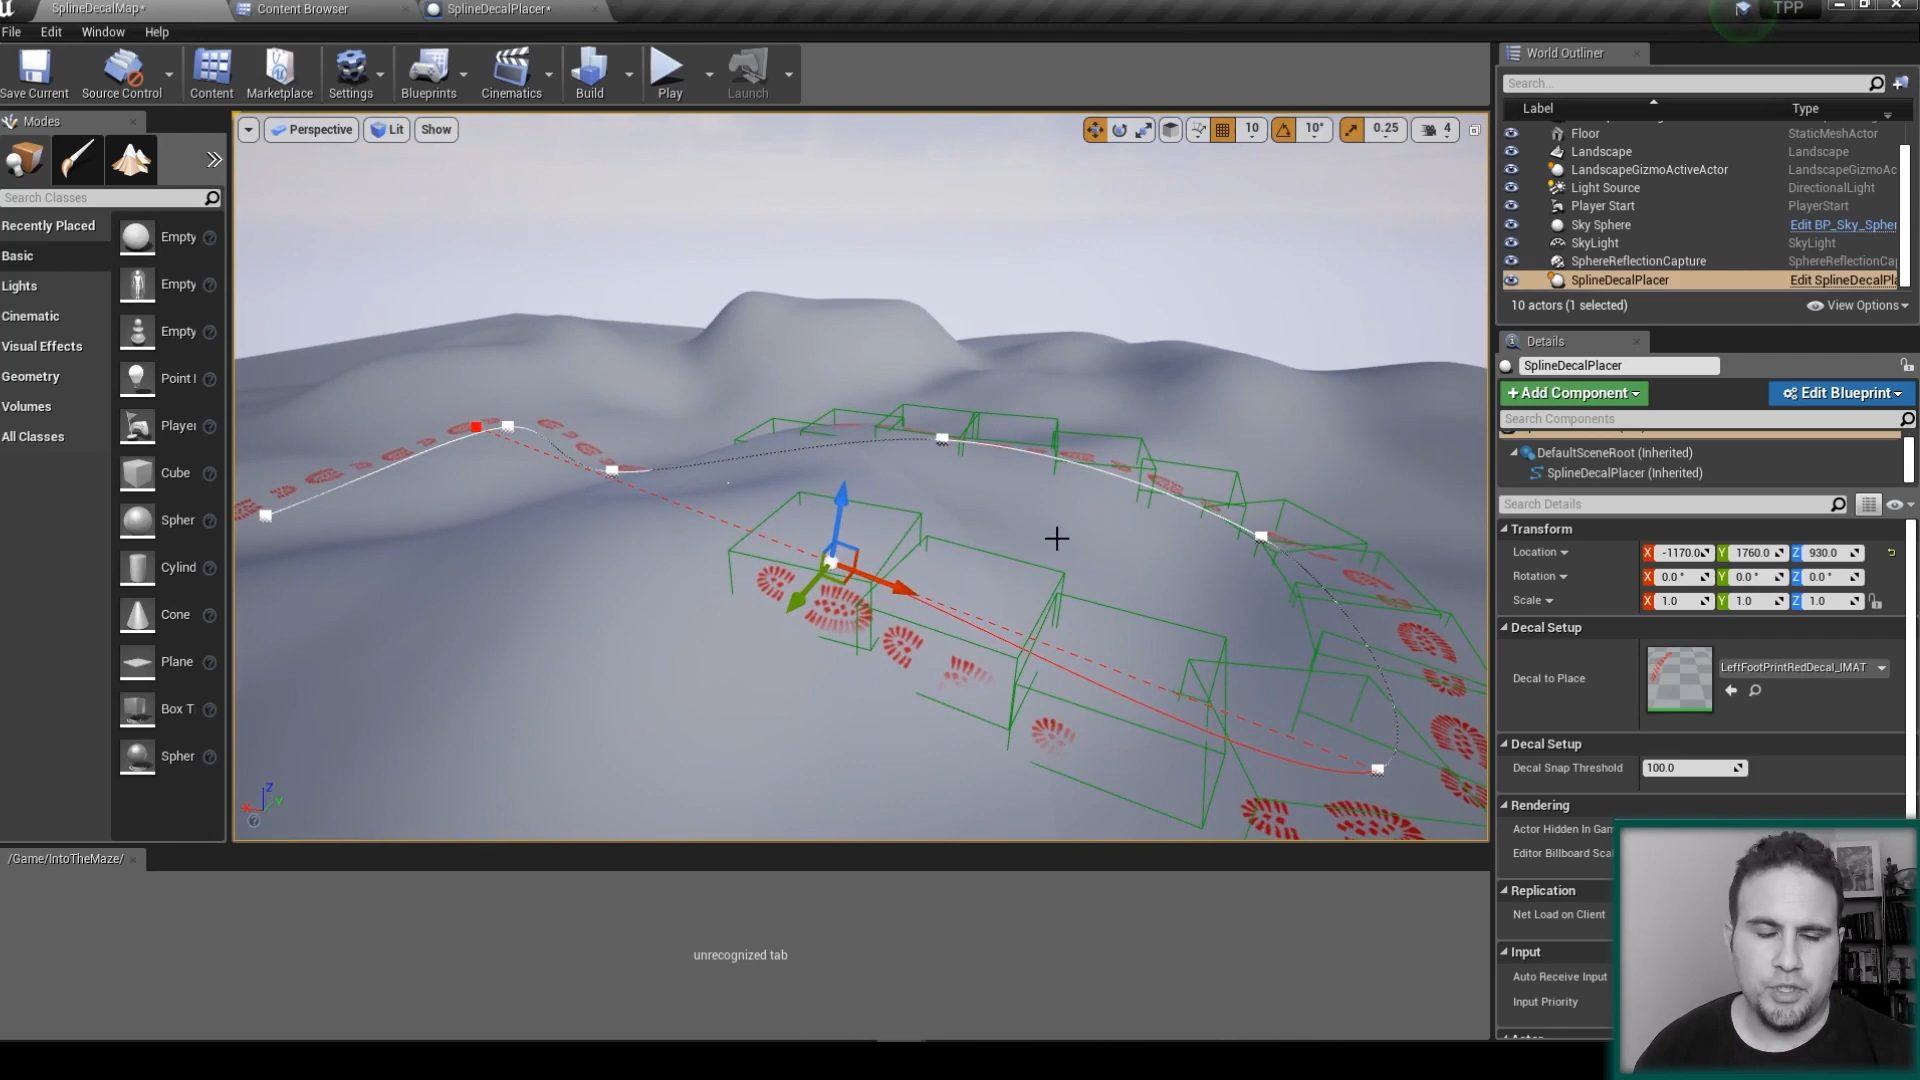 SplineDecalMap*
Content Browser
SplineDecalPlacer*
TPP
File Edit Window Help
Save Current
Source Control
Content
Marketplace
Settings
Blueprints
Cinematics
Build
Play
Launch
Modes
Search Classes
Recently Placed
Basic
Lights
Cinematic
Visual Effects
Geometry
Volumes
All Classes
Empty
Empty
Empty
Point l
Player
Cube
Spher
Cylind
Cone
Plane
Box T
Spher
Perspective Lit Show
10 10° 0.25 4
X Z Y
/Game/IntoTheMaze/
unrecognized tab
World Outliner
Search...
Label Type
Floor StaticMeshActor
Landscape Landscape
LandscapeGizmoActiveActor LandscapeGizmoAc
Light Source DirectionalLight
Player Start PlayerStart
Sky Sphere Edit BP_Sky_Spher
SkyLight SkyLight
SphereReflectionCapture SphereReflectionCa
SplineDecalPlacer Edit SplineDecalPl
10 actors (1 selected) View Options
Details
SplineDecalPlacer
+ Add Component Edit Blueprint
Search Components
DefaultSceneRoot (Inherited)
SplineDecalPlacer (Inherited)
Search Details
Transform
Location X -1170.0 Y 1760.0 Z 930.0
Rotation X 0.0 ° Y 0.0 ° Z 0.0 °
Scale X 1.0 Y 1.0 Z 1.0
Decal Setup
Decal to Place LeftFootPrintRedDecal_IMAT
Decal Setup
Decal Snap Threshold 100.0
Rendering
Actor Hidden In Gam
Editor Billboard Scal
Replication
Net Load on Client
Input
Auto Receive Input
Input Priority